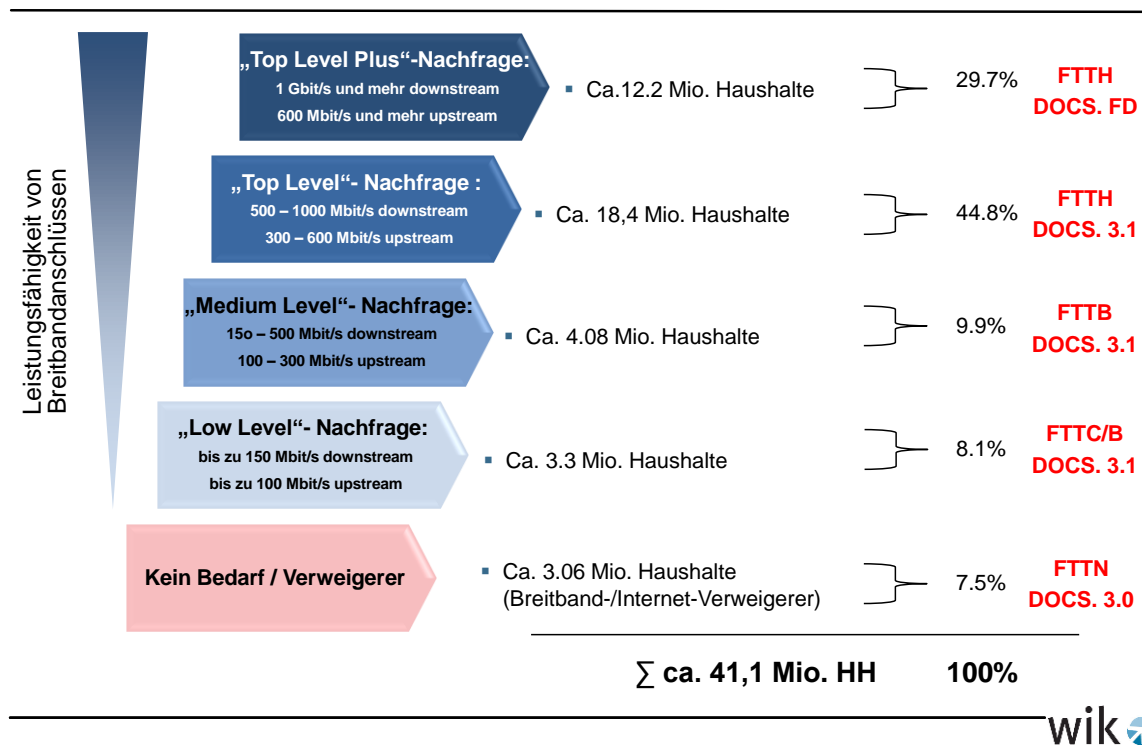 Leistungsfähigkeit von
Breitbandanschlüssen
„Top Level Plus“-Nachfrage:
1 Gbit/s und mehr downstream
600 Mbit/s und mehr upstream
▪ Ca.12.2 Mio. Haushalte
29.7%
FTTH
DOCS. FD
„Top Level“- Nachfrage :
500 – 1000 Mbit/s downstream
300 – 600 Mbit/s upstream
▪ Ca. 18,4 Mio. Haushalte
44.8%
FTTH
DOCS. 3.1
„Medium Level“- Nachfrage:
15o – 500 Mbit/s downstream
100 – 300 Mbit/s upstream
▪ Ca. 4.08 Mio. Haushalte
9.9%
FTTB
DOCS. 3.1
„Low Level“- Nachfrage:
bis zu 150 Mbit/s downstream
bis zu 100 Mbit/s upstream
▪ Ca. 3.3 Mio. Haushalte
8.1%
FTTC/B
DOCS. 3.1
Kein Bedarf / Verweigerer
▪ Ca. 3.06 Mio. Haushalte
(Breitband-/Internet-Verweigerer)
7.5%
FTTN
DOCS. 3.0
∑ ca. 41,1 Mio. HH 100%
wik